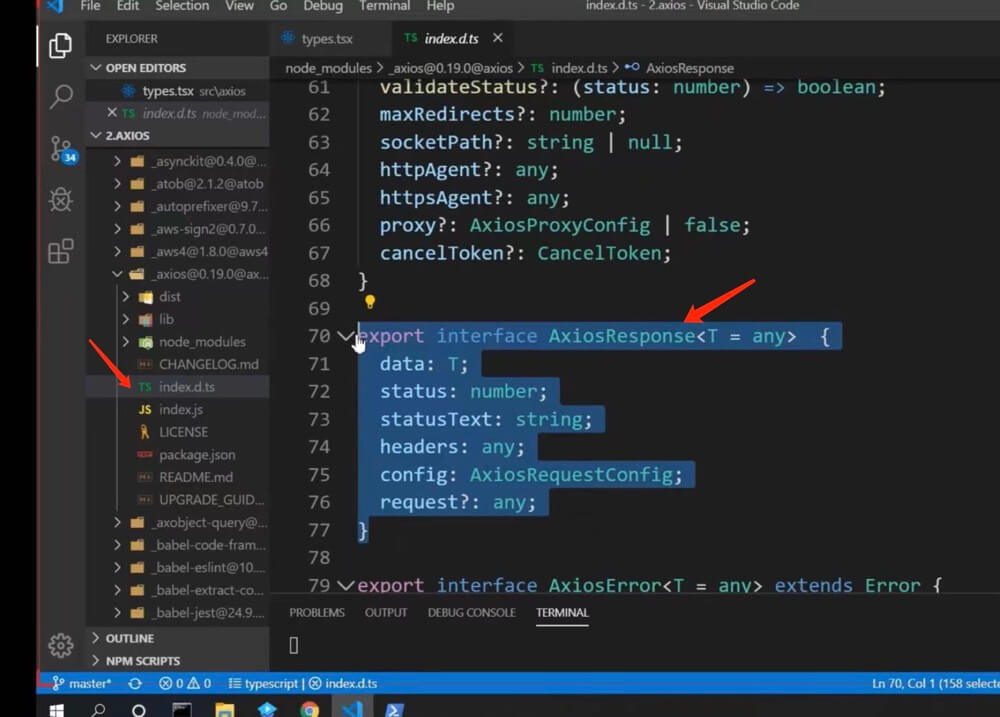 File Edit Selection View Go Debug Terminal Help index.d.ts - 2.axios - Visual Studio Code
EXPLORER
OPEN EDITORS
types.tsx src\axios
index.d.ts node_mod...
2.AXIOS
_asynckit@0.4.0@...
_atob@2.1.2@atob
_autoprefixer@9.7...
_aws-sign2@0.7.0...
_aws4@1.8.0@aws4
_axios@0.19.0@ax...
dist
lib
node_modules
CHANGELOG.md
TS index.d.ts
JS index.js
LICENSE
package.json
README.md
UPGRADE_GUID...
_axobject-query@...
_babel-code-fram...
_babel-eslint@10....
_babel-extract-co...
_babel-jest@24.9....
OUTLINE
NPM SCRIPTS
34
types.tsx TS index.d.ts
node_modules > _axios@0.19.0@axios > TS index.d.ts > AxiosResponse
61 validateStatus?: (status: number) => boolean;
62 maxRedirects?: number;
63 socketPath?: string | null;
64 httpAgent?: any;
65 httpsAgent?: any;
66 proxy?: AxiosProxyConfig | false;
67 cancelToken?: CancelToken;
68 }
69
70 export interface AxiosResponse<T = any> {
71 data: T;
72 status: number;
73 statusText: string;
74 headers: any;
75 config: AxiosRequestConfig;
76 request?: any;
77 }
78
79 export interface AxiosError<T = any> extends Error {
PROBLEMS OUTPUT DEBUG CONSOLE TERMINAL
master* 0 0 typescript | index.d.ts Ln 70, Col 1 (158 selecte